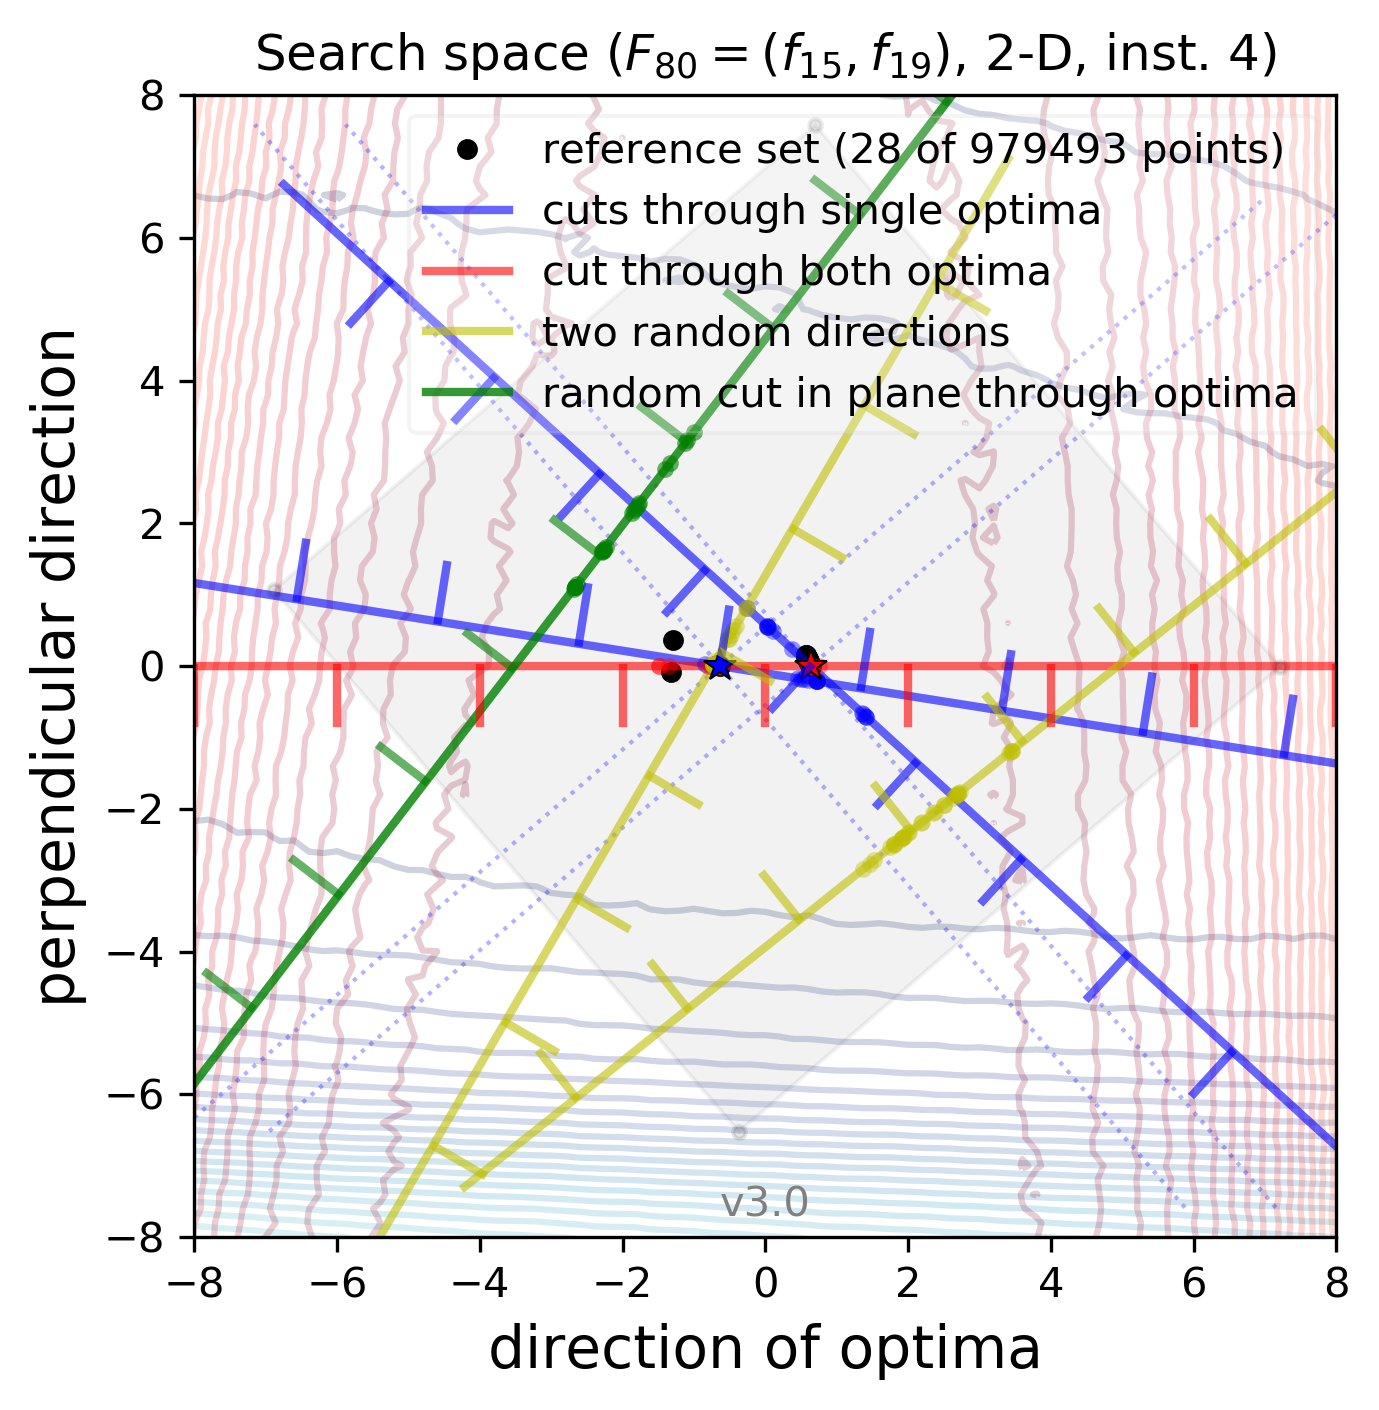 Search space (F80 = (f15, f19), 2-D, inst. 4)
reference set (28 of 979493 points)
cuts through single optima
cut through both optima
two random directions
random cut in plane through optima
perpendicular direction
8
6
4
2
0
−2
−4
−6
−8
v3.0
−8 −6 −4 −2 0 2 4 6 8
direction of optima